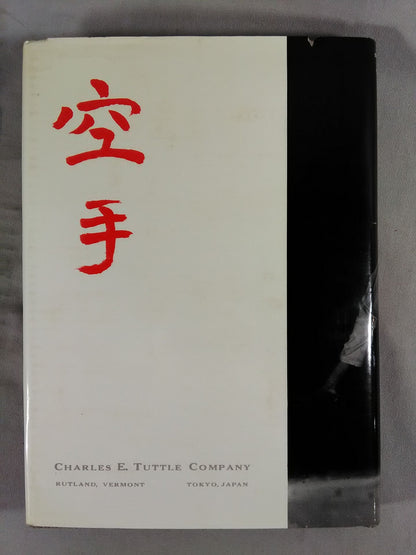 空
手
CHARLES E. TUTTLE COMPANY
RUTLAND, VERMONT TOKYO, JAPAN